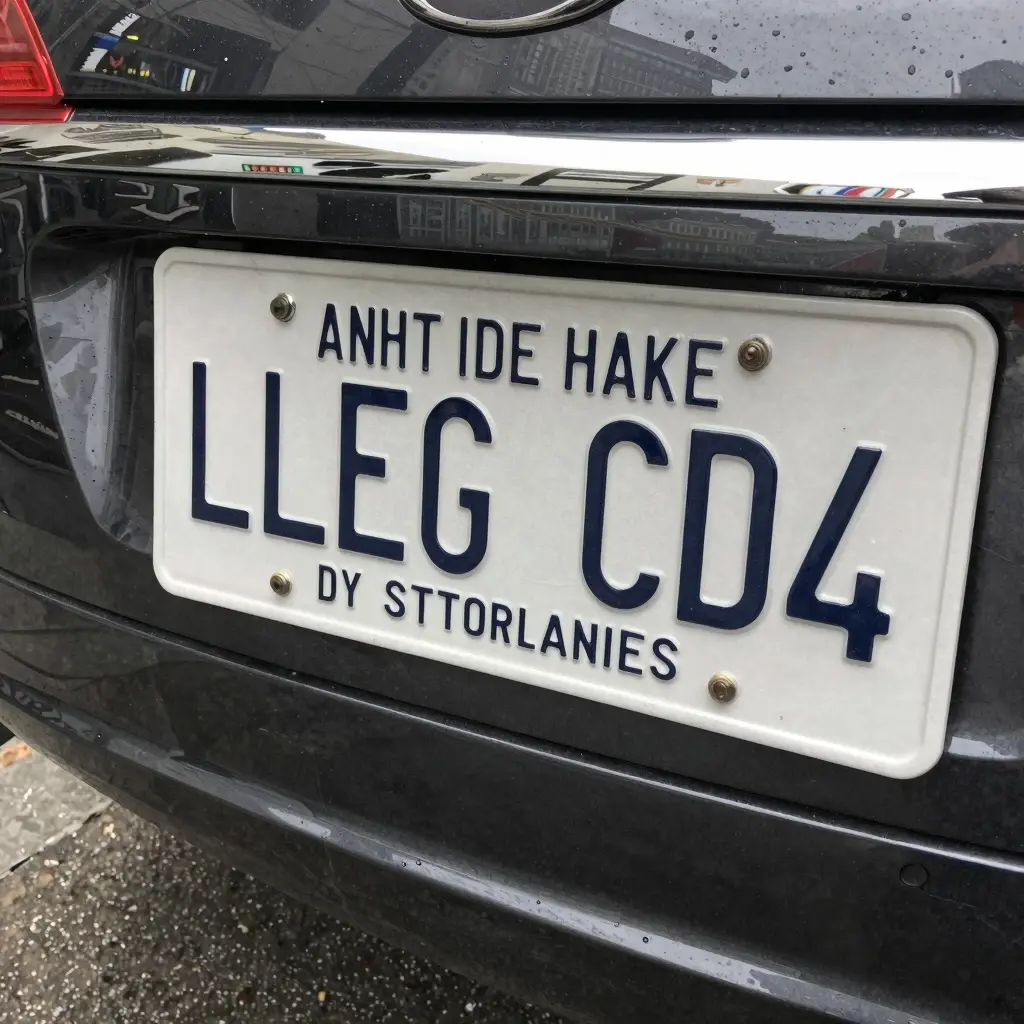 ANHT IDE HAKE
LLEG CD4
DY STTORLANIES